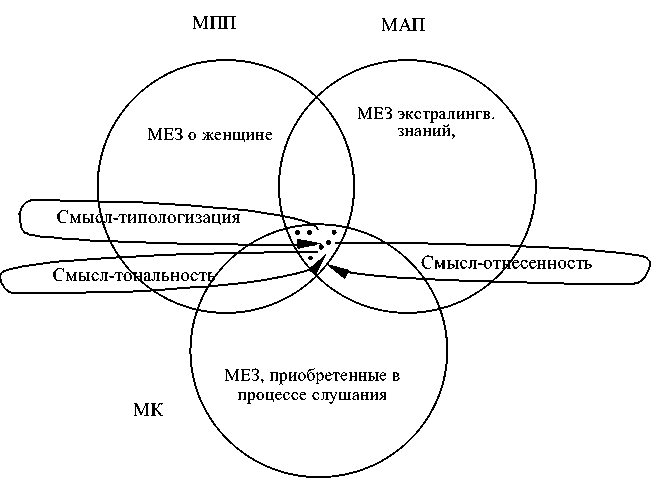 МПП
МАП
МЕЗ о женщине
МЕЗ экстралингв.
знаний,
Смысл-типологизация
Смысл-тональность
Смысл-отнесенность
МЕЗ, приобретенные в
процессе слушания
МК